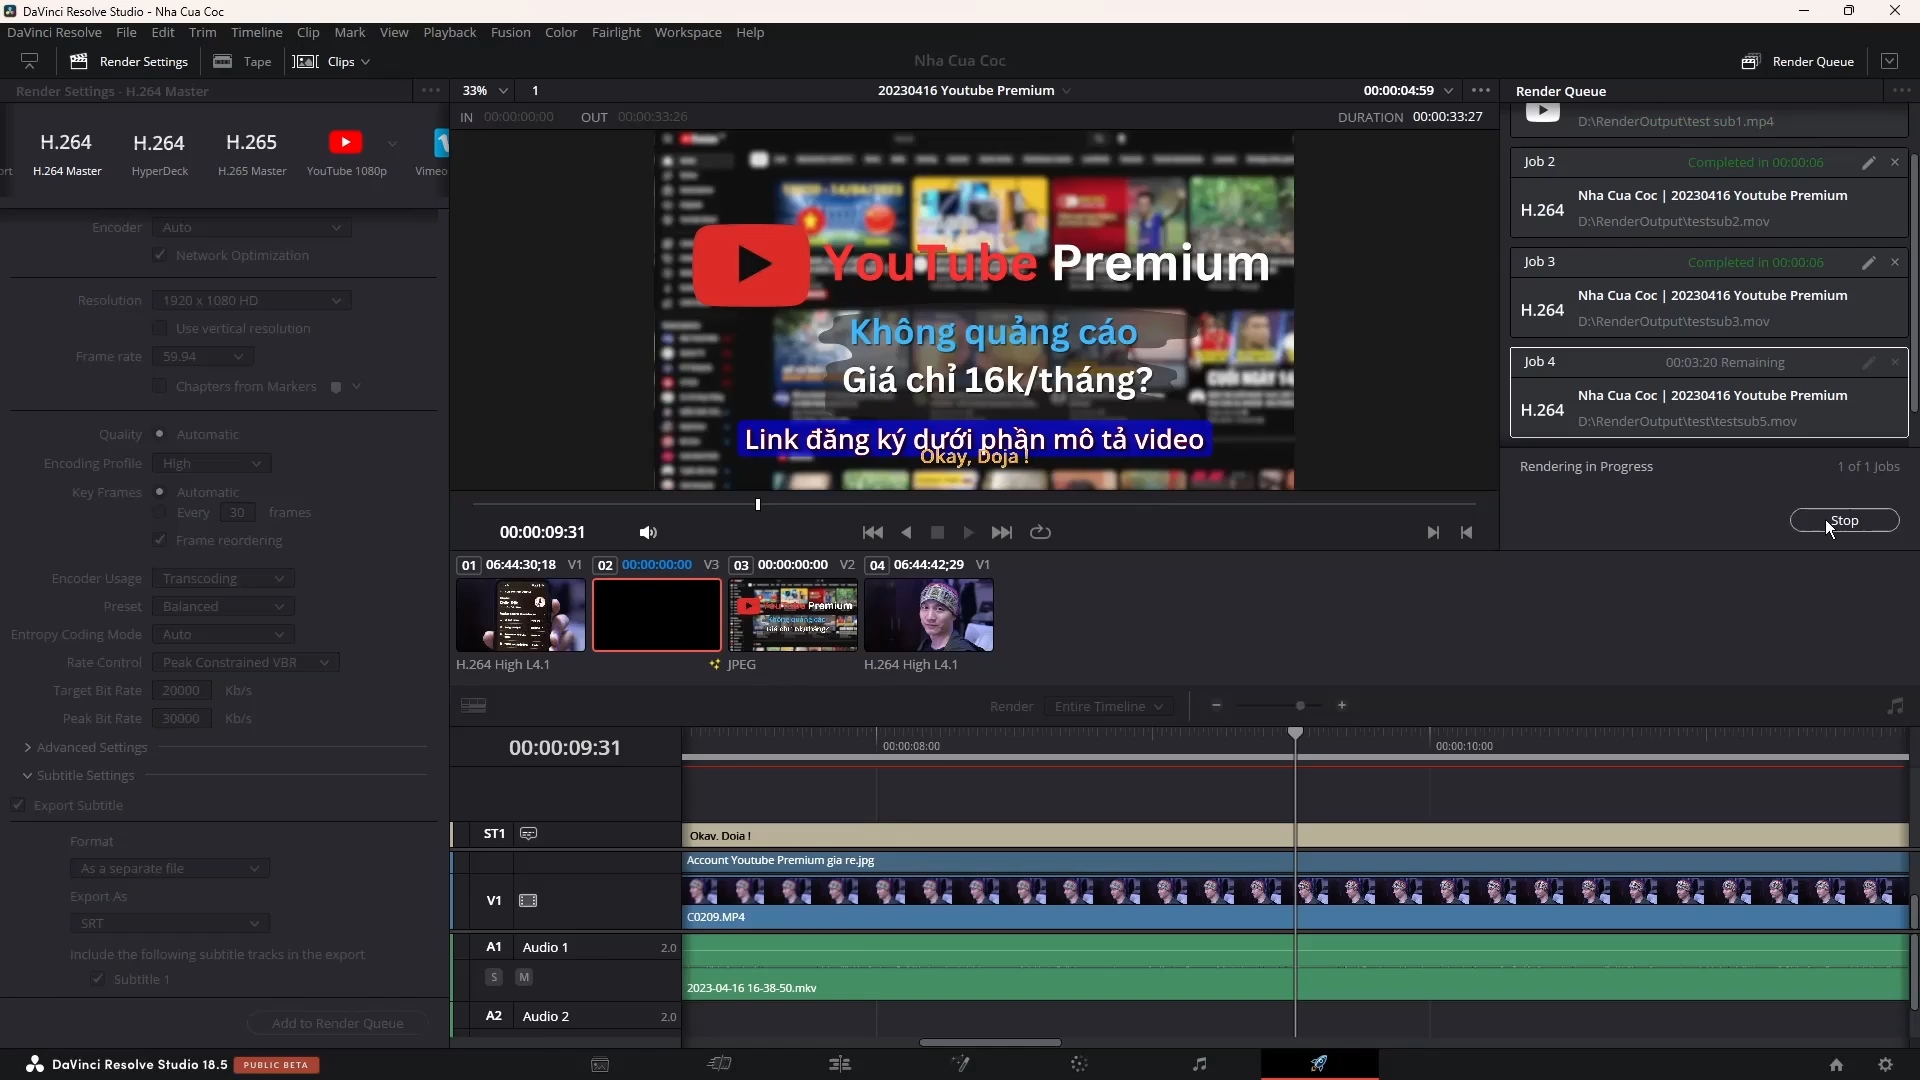 DaVinci Resolve Studio - Nha Cua Coc
DaVinci Resolve File Edit Trim Timeline Clip Mark View Playback Fusion Color Fairlight Workspace Help
Render Settings Tape Clips Nha Cua Coc Render Queue
Render Settings - H.264 Master
H.264 H.264 H.265
H.264 Master HyperDeck H.265 Master YouTube 1080p Vimeo
Encoder Auto
Network Optimization
Resolution 1920 x 1080 HD
Use vertical resolution
Frame rate 59.94
Chapters from Markers
Quality Automatic
Encoding Profile High
Key Frames Automatic
Every 30 frames
Frame reordering
Encoder Usage Transcoding
Preset Balanced
Entropy Coding Mode Auto
Rate Control Peak Constrained VBR
Target Bit Rate 20000 Kb/s
Peak Bit Rate 30000 Kb/s
Advanced Settings
Subtitle Settings
Export Subtitle
Format
As a separate file
Export As
SRT
Include the following subtitle tracks in the export
Subtitle 1
Add to Render Queue
33% 1 20230416 Youtube Premium 00:00:04:59
IN 00:00:00:00 OUT 00:00:33:26 DURATION 00:00:33:27
YouTube Premium
Không quảng cáo
Giá chỉ 16k/tháng?
Link đăng ký dưới phần mô tả video
Okay, Doja !
00:00:09:31
01 06:44:30;18 V1 02 00:00:00:00 V3 03 00:00:00:00 V2 04 06:44:42;29 V1
H.264 High L4.1 JPEG H.264 High L4.1
Render Entire Timeline
00:00:09:31 00:00:08:00 00:00:10:00
ST1 Okay, Doja !
Account Youtube Premium gia re.jpg
V1
C0209.MP4
A1 Audio 1 2.0
S M
2023-04-16 16-38-50.mkv
A2 Audio 2 2.0
Render Queue
D:\RenderOutput\test sub1.mp4
Job 2 Completed in 00:00:06
Nha Cua Coc | 20230416 Youtube Premium
H.264
D:\RenderOutput\testsub2.mov
Job 3 Completed in 00:00:06
Nha Cua Coc | 20230416 Youtube Premium
H.264
D:\RenderOutput\testsub3.mov
Job 4 00:03:20 Remaining
Nha Cua Coc | 20230416 Youtube Premium
H.264
D:\RenderOutput\test\testsub5.mov
Rendering in Progress 1 of 1 Jobs
Stop
DaVinci Resolve Studio 18.5 PUBLIC BETA